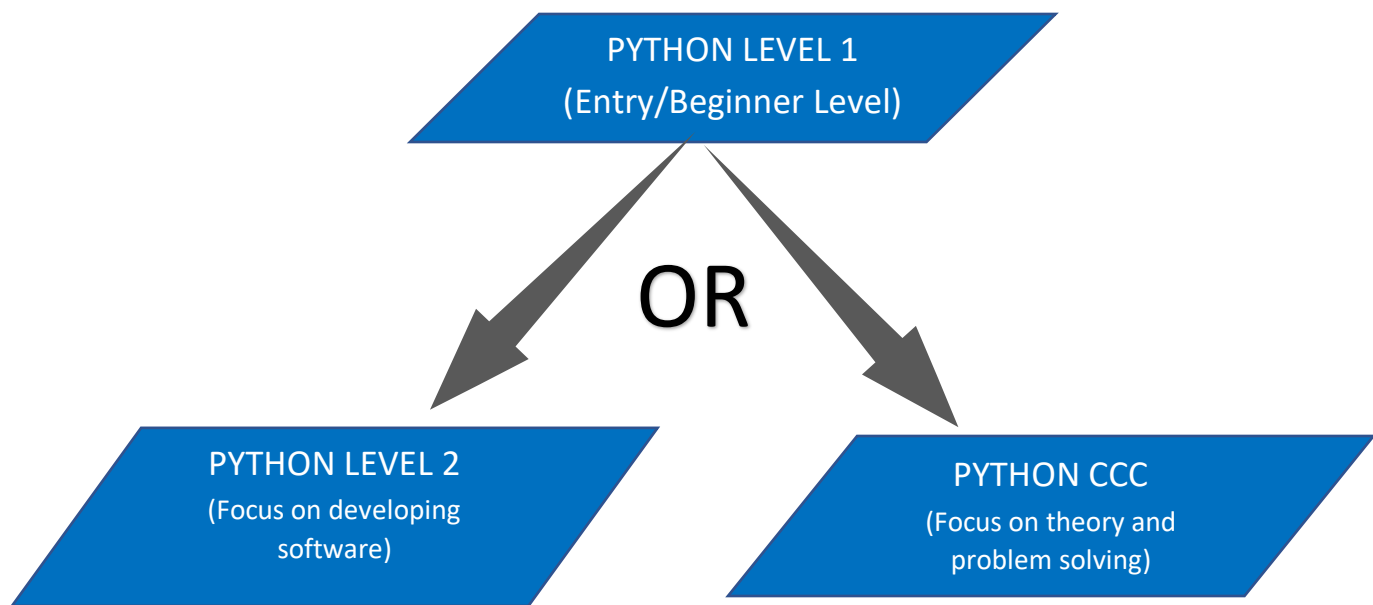 PYTHON LEVEL 1
(Entry/Beginner Level)
OR
PYTHON LEVEL 2
(Focus on developing
software)
PYTHON CCC
(Focus on theory and
problem solving)